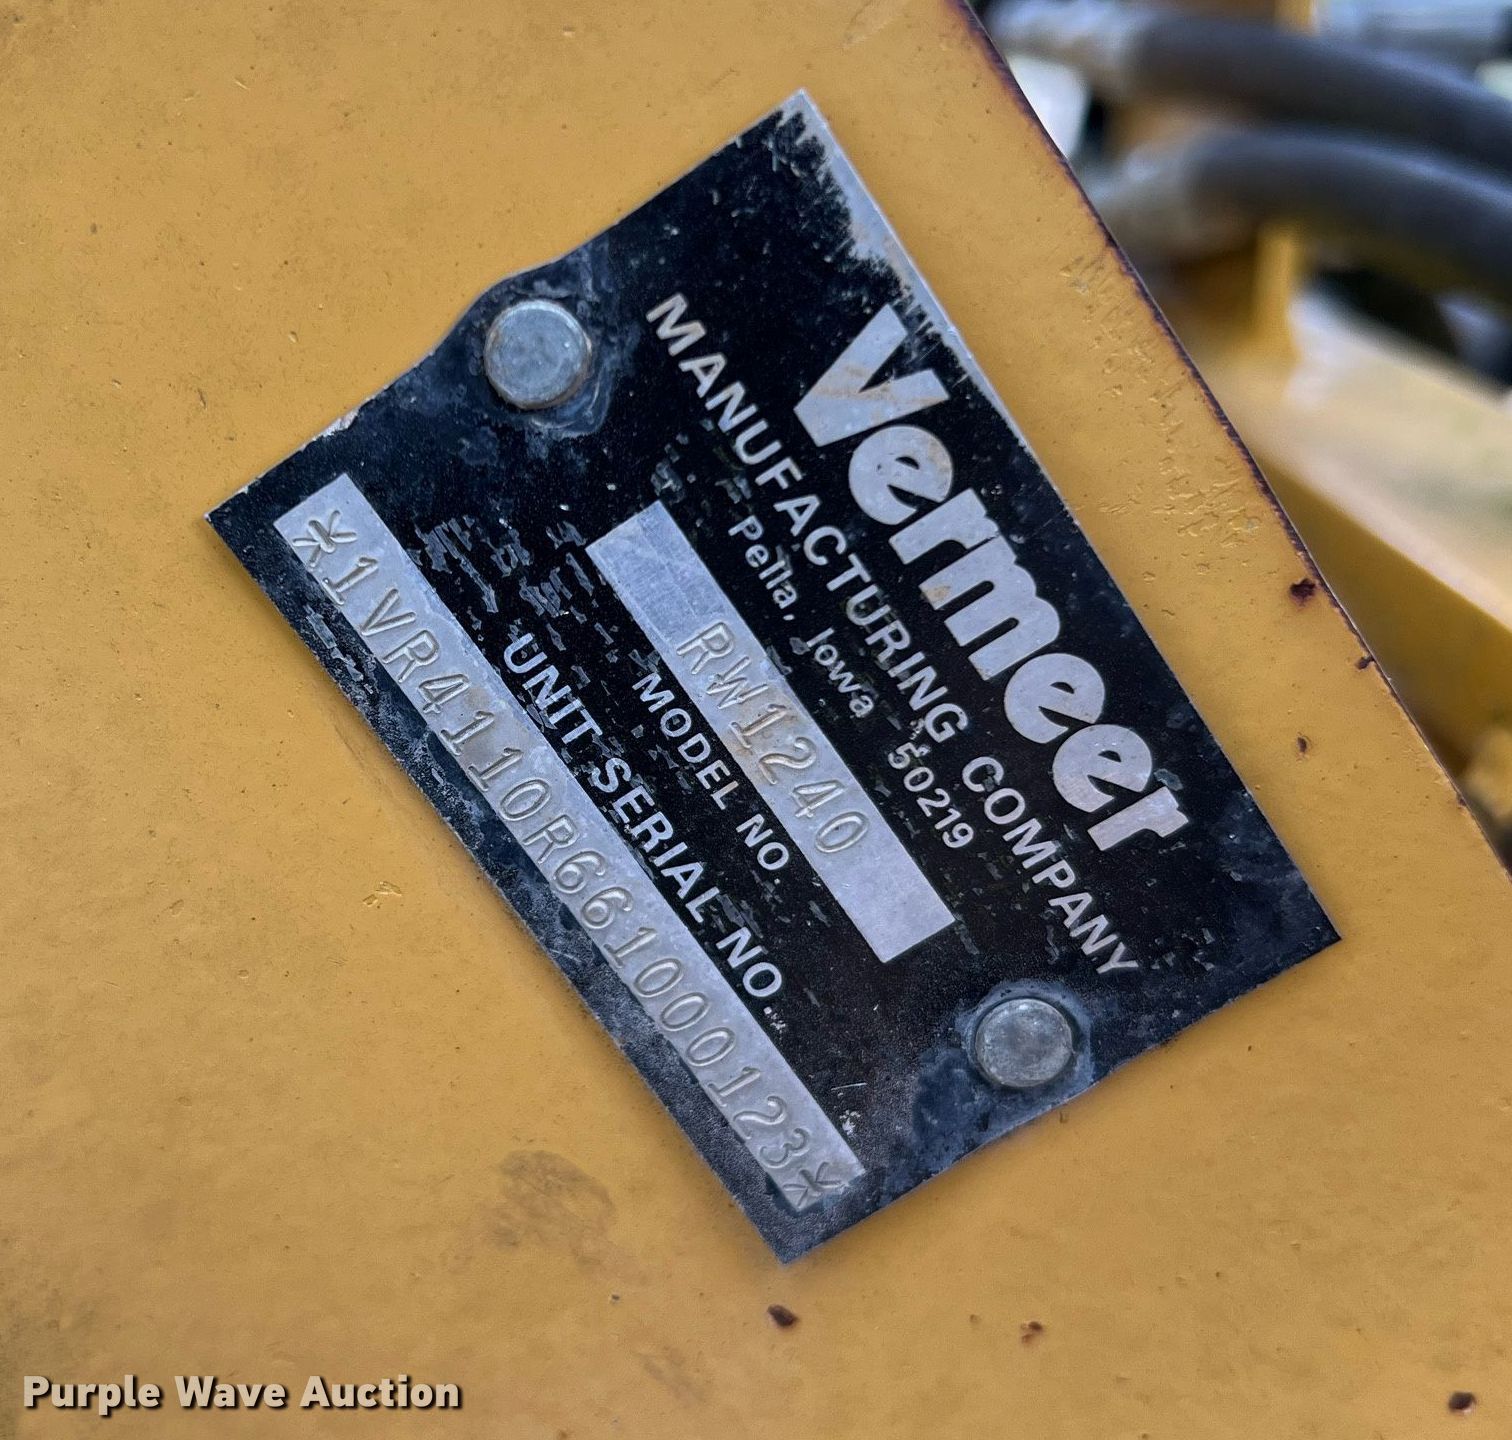 Vermeer
MANUFACTURING COMPANY
Pella, Iowa 50219
RW1240
MODEL NO.
UNIT SERIAL NO.
*1VR4110R661000123*
Purple Wave Auction